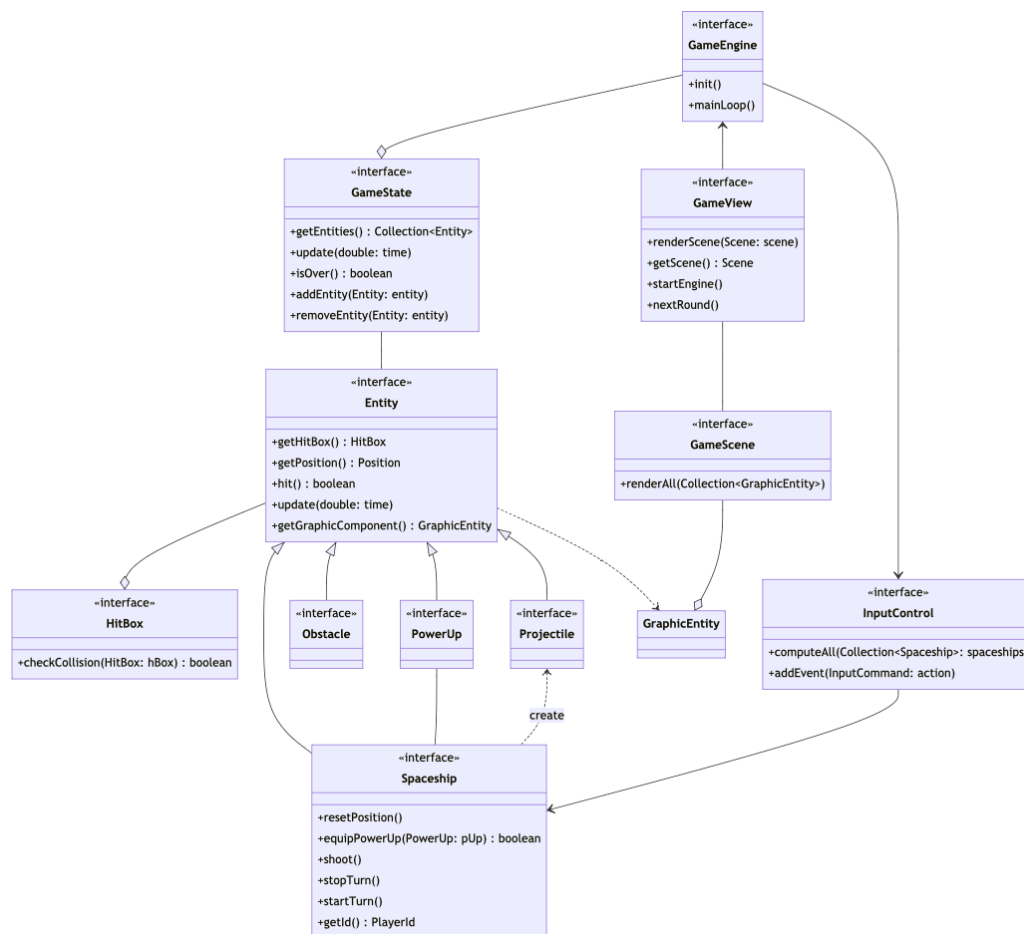 «interface»
GameEngine
+init()
+mainLoop()
«interface»
GameState
+getEntities() : Collection<Entity>
+update(double: time)
+isOver() : boolean
+addEntity(Entity: entity)
+removeEntity(Entity: entity)
«interface»
GameView
+renderScene(Scene: scene)
+getScene() : Scene
+startEngine()
+nextRound()
«interface»
Entity
+getHitBox() : HitBox
+getPosition() : Position
+hit() : boolean
+update(double: time)
+getGraphicComponent() : GraphicEntity
«interface»
GameScene
+renderAll(Collection<GraphicEntity>)
«interface»
HitBox
+checkCollision(HitBox: hBox) : boolean
«interface»
Obstacle
«interface»
PowerUp
«interface»
Projectile
GraphicEntity
«interface»
InputControl
+computeAll(Collection<Spaceship>: spaceships
+addEvent(InputCommand: action)
create
«interface»
Spaceship
+resetPosition()
+equipPowerUp(PowerUp: pUp) : boolean
+shoot()
+stopTurn()
+startTurn()
+getId() : PlayerId